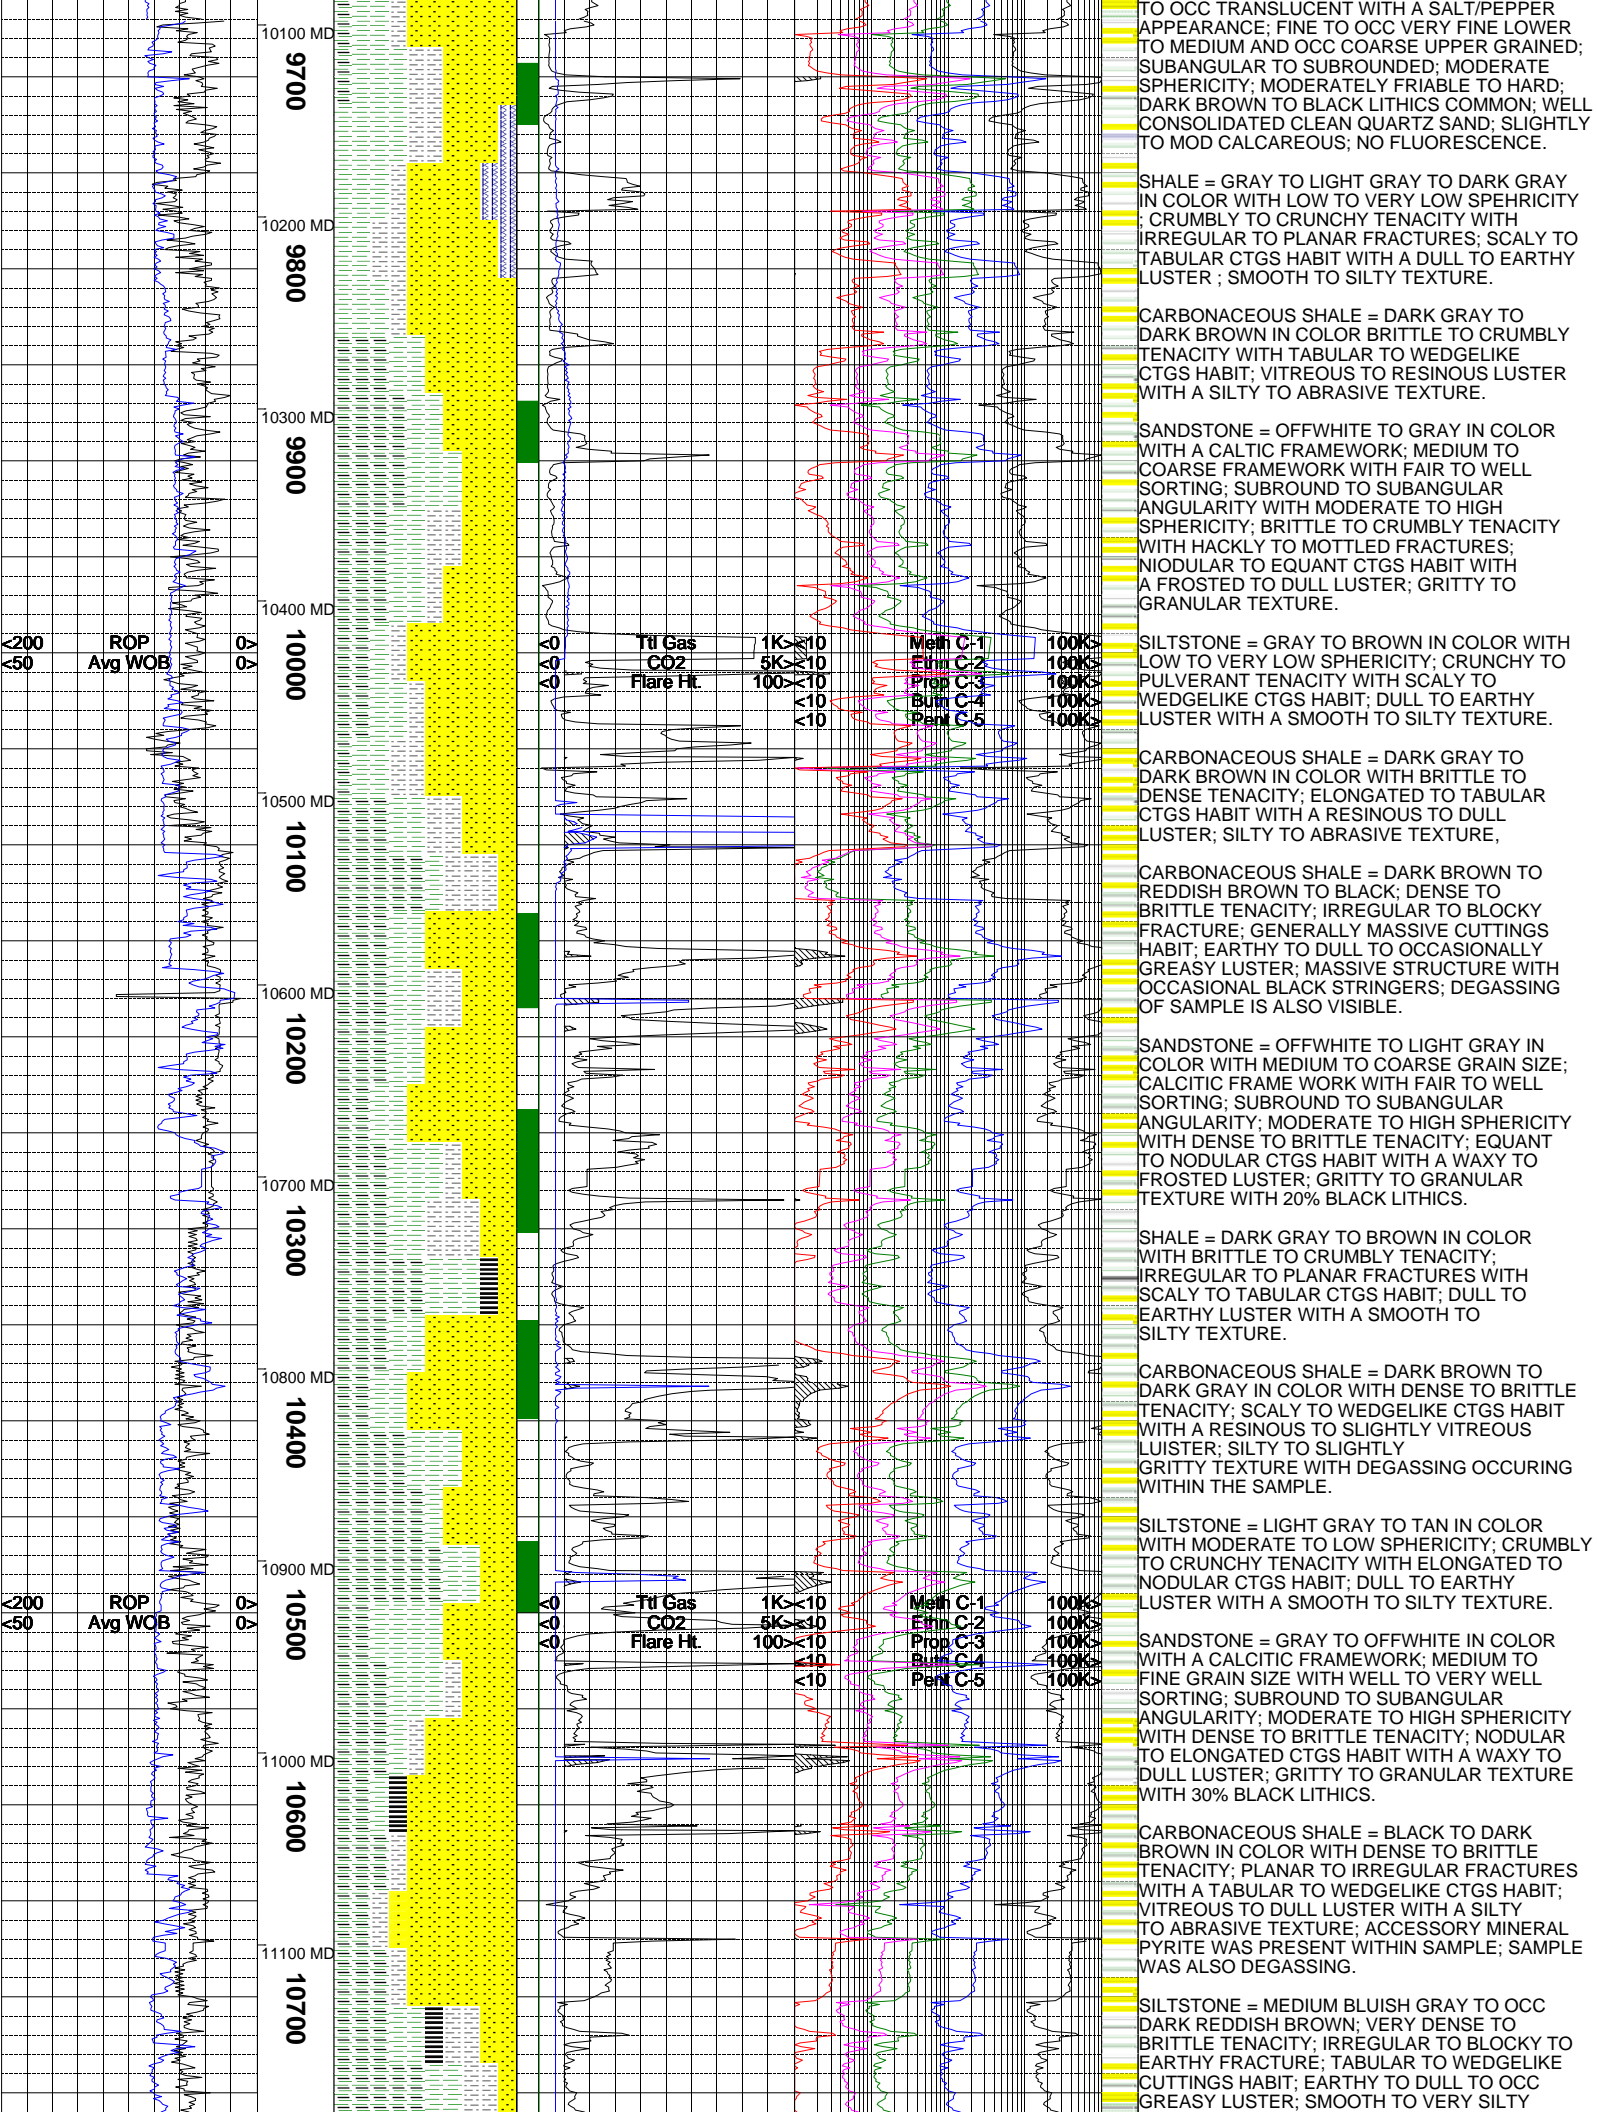 10100 MD
9700
10200 MD
9800
10300 MD
9900
10400 MD
10000
10500 MD
10100
10600 MD
10200
10700 MD
10300
10800 MD
10400
10900 MD
10500
11000 MD
10600
11100 MD
10700
<200 ROP 0>
<50 Avg WOB 0>
<0 Ttl Gas 1K>
<0 CO2 5K>
<0 Flare Ht. 100>
<10 Meth C-1 100K>
<10 Ethn C-2 100K>
<10 Prop C-3 100K>
<10 Butn C-4 100K>
<10 Pent C-5 100K>
<200 ROP 0>
<50 Avg WOB 0>
<0 Ttl Gas 1K>
<0 CO2 5K>
<0 Flare Ht. 100>
<10 Meth C-1 100K>
<10 Ethn C-2 100K>
<10 Prop C-3 100K>
<10 Butn C-4 100K>
<10 Pent C-5 100K>
TO OCC TRANSLUCENT WITH A SALT/PEPPER
APPEARANCE; FINE TO OCC VERY FINE LOWER
TO MEDIUM AND OCC COARSE UPPER GRAINED;
SUBANGULAR TO SUBROUNDED; MODERATE
SPHERICITY; MODERATELY FRIABLE TO HARD;
DARK BROWN TO BLACK LITHICS COMMON; WELL
CONSOLIDATED CLEAN QUARTZ SAND; SLIGHTLY
TO MOD CALCAREOUS; NO FLUORESCENCE.
SHALE = GRAY TO LIGHT GRAY TO DARK GRAY
IN COLOR WITH LOW TO VERY LOW SPEHRICITY
; CRUMBLY TO CRUNCHY TENACITY WITH
IRREGULAR TO PLANAR FRACTURES; SCALY TO
TABULAR CTGS HABIT WITH A DULL TO EARTHY
LUSTER ; SMOOTH TO SILTY TEXTURE.
CARBONACEOUS SHALE = DARK GRAY TO
DARK BROWN IN COLOR BRITTLE TO CRUMBLY
TENACITY WITH TABULAR TO WEDGELIKE
CTGS HABIT; VITREOUS TO RESINOUS LUSTER
WITH A SILTY TO ABRASIVE TEXTURE.
SANDSTONE = OFFWHITE TO GRAY IN COLOR
WITH A CALTIC FRAMEWORK; MEDIUM TO
COARSE FRAMEWORK WITH FAIR TO WELL
SORTING; SUBROUND TO SUBANGULAR
ANGULARITY WITH MODERATE TO HIGH
SPHERICITY; BRITTLE TO CRUMBLY TENACITY
WITH HACKLY TO MOTTLED FRACTURES;
NIODULAR TO EQUANT CTGS HABIT WITH
A FROSTED TO DULL LUSTER; GRITTY TO
GRANULAR TEXTURE.
SILTSTONE = GRAY TO BROWN IN COLOR WITH
LOW TO VERY LOW SPHERICITY; CRUNCHY TO
PULVERANT TENACITY WITH SCALY TO
WEDGELIKE CTGS HABIT; DULL TO EARTHY
LUSTER WITH A SMOOTH TO SILTY TEXTURE.
CARBONACEOUS SHALE = DARK GRAY TO
DARK BROWN IN COLOR WITH BRITTLE TO
DENSE TENACITY; ELONGATED TO TABULAR
CTGS HABIT WITH A RESINOUS TO DULL
LUSTER; SILTY TO ABRASIVE TEXTURE,
CARBONACEOUS SHALE = DARK BROWN TO
REDDISH BROWN TO BLACK; DENSE TO
BRITTLE TENACITY; IRREGULAR TO BLOCKY
FRACTURE; GENERALLY MASSIVE CUTTINGS
HABIT; EARTHY TO DULL TO OCCASIONALLY
GREASY LUSTER; MASSIVE STRUCTURE WITH
OCCASIONAL BLACK STRINGERS; DEGASSING
OF SAMPLE IS ALSO VISIBLE.
SANDSTONE = OFFWHITE TO LIGHT GRAY IN
COLOR WITH MEDIUM TO COARSE GRAIN SIZE;
CALCITIC FRAME WORK WITH FAIR TO WELL
SORTING; SUBROUND TO SUBANGULAR
ANGULARITY; MODERATE TO HIGH SPHERICITY
WITH DENSE TO BRITTLE TENACITY; EQUANT
TO NODULAR CTGS HABIT WITH A WAXY TO
FROSTED LUSTER; GRITTY TO GRANULAR
TEXTURE WITH 20% BLACK LITHICS.
SHALE = DARK GRAY TO BROWN IN COLOR
WITH BRITTLE TO CRUMBLY TENACITY;
IRREGULAR TO PLANAR FRACTURES WITH
SCALY TO TABULAR CTGS HABIT; DULL TO
EARTHY LUSTER WITH A SMOOTH TO
SILTY TEXTURE.
CARBONACEOUS SHALE = DARK BROWN TO
DARK GRAY IN COLOR WITH DENSE TO BRITTLE
TENACITY; SCALY TO WEDGELIKE CTGS HABIT
WITH A RESINOUS TO SLIGHTLY VITREOUS
LUISTER; SILTY TO SLIGHTLY
GRITTY TEXTURE WITH DEGASSING OCCURING
WITHIN THE SAMPLE.
SILTSTONE = LIGHT GRAY TO TAN IN COLOR
WITH MODERATE TO LOW SPHERICITY; CRUMBLY
TO CRUNCHY TENACITY WITH ELONGATED TO
NODULAR CTGS HABIT; DULL TO EARTHY
LUSTER WITH A SMOOTH TO SILTY TEXTURE.
SANDSTONE = GRAY TO OFFWHITE IN COLOR
WITH A CALCITIC FRAMEWORK; MEDIUM TO
FINE GRAIN SIZE WITH WELL TO VERY WELL
SORTING; SUBROUND TO SUBANGULAR
ANGULARITY; MODERATE TO HIGH SPHERICITY
WITH DENSE TO BRITTLE TENACITY; NODULAR
TO ELONGATED CTGS HABIT WITH A WAXY TO
DULL LUSTER; GRITTY TO GRANULAR TEXTURE
WITH 30% BLACK LITHICS.
CARBONACEOUS SHALE = BLACK TO DARK
BROWN IN COLOR WITH DENSE TO BRITTLE
TENACITY; PLANAR TO IRREGULAR FRACTURES
WITH A TABULAR TO WEDGELIKE CTGS HABIT;
VITREOUS TO DULL LUSTER WITH A SILTY
TO ABRASIVE TEXTURE; ACCESSORY MINERAL
PYRITE WAS PRESENT WITHIN SAMPLE; SAMPLE
WAS ALSO DEGASSING.
SILTSTONE = MEDIUM BLUISH GRAY TO OCC
DARK REDDISH BROWN; VERY DENSE TO
BRITTLE TENACITY; IRREGULAR TO BLOCKY TO
EARTHY FRACTURE; TABULAR TO WEDGELIKE
CUTTINGS HABIT; EARTHY TO DULL TO OCC
GREASY LUSTER; SMOOTH TO VERY SILTY